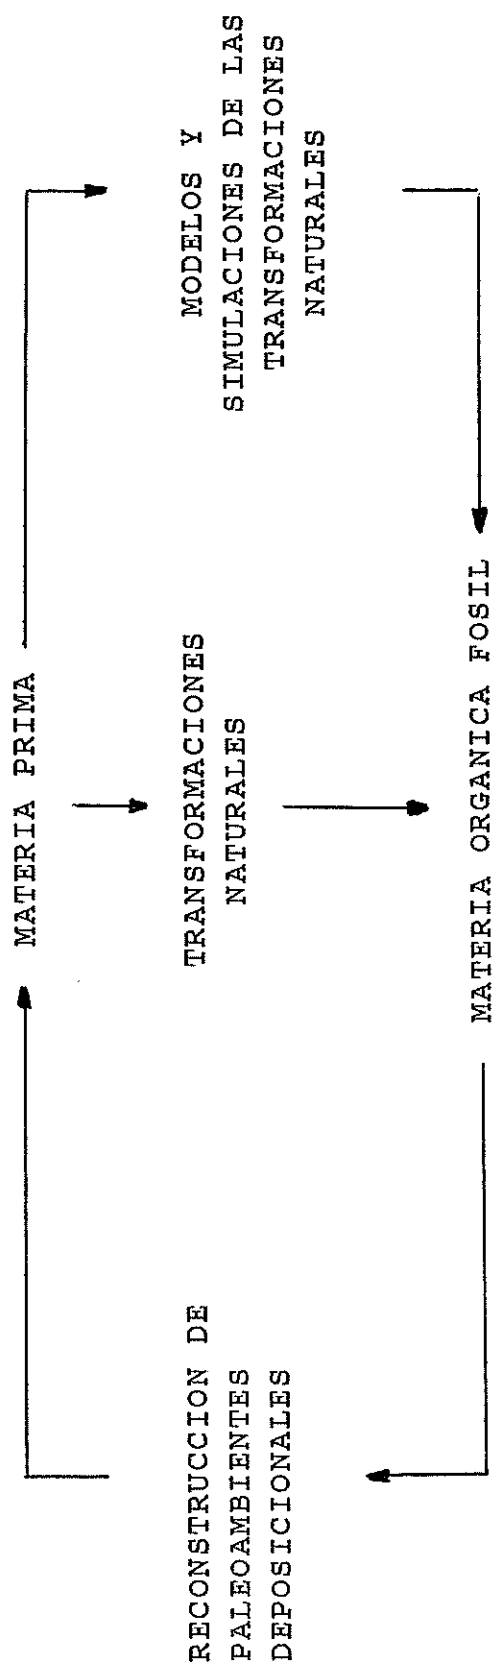 MATERIA PRIMA
RECONSTRUCCION DE
PALEOAMBIENTES
DEPOSICIONALES
TRANSFORMACIONES
NATURALES
MODELOS Y
SIMULACIONES DE LAS
TRANSFORMACIONES
NATURALES
MATERIA ORGANICA FOSIL